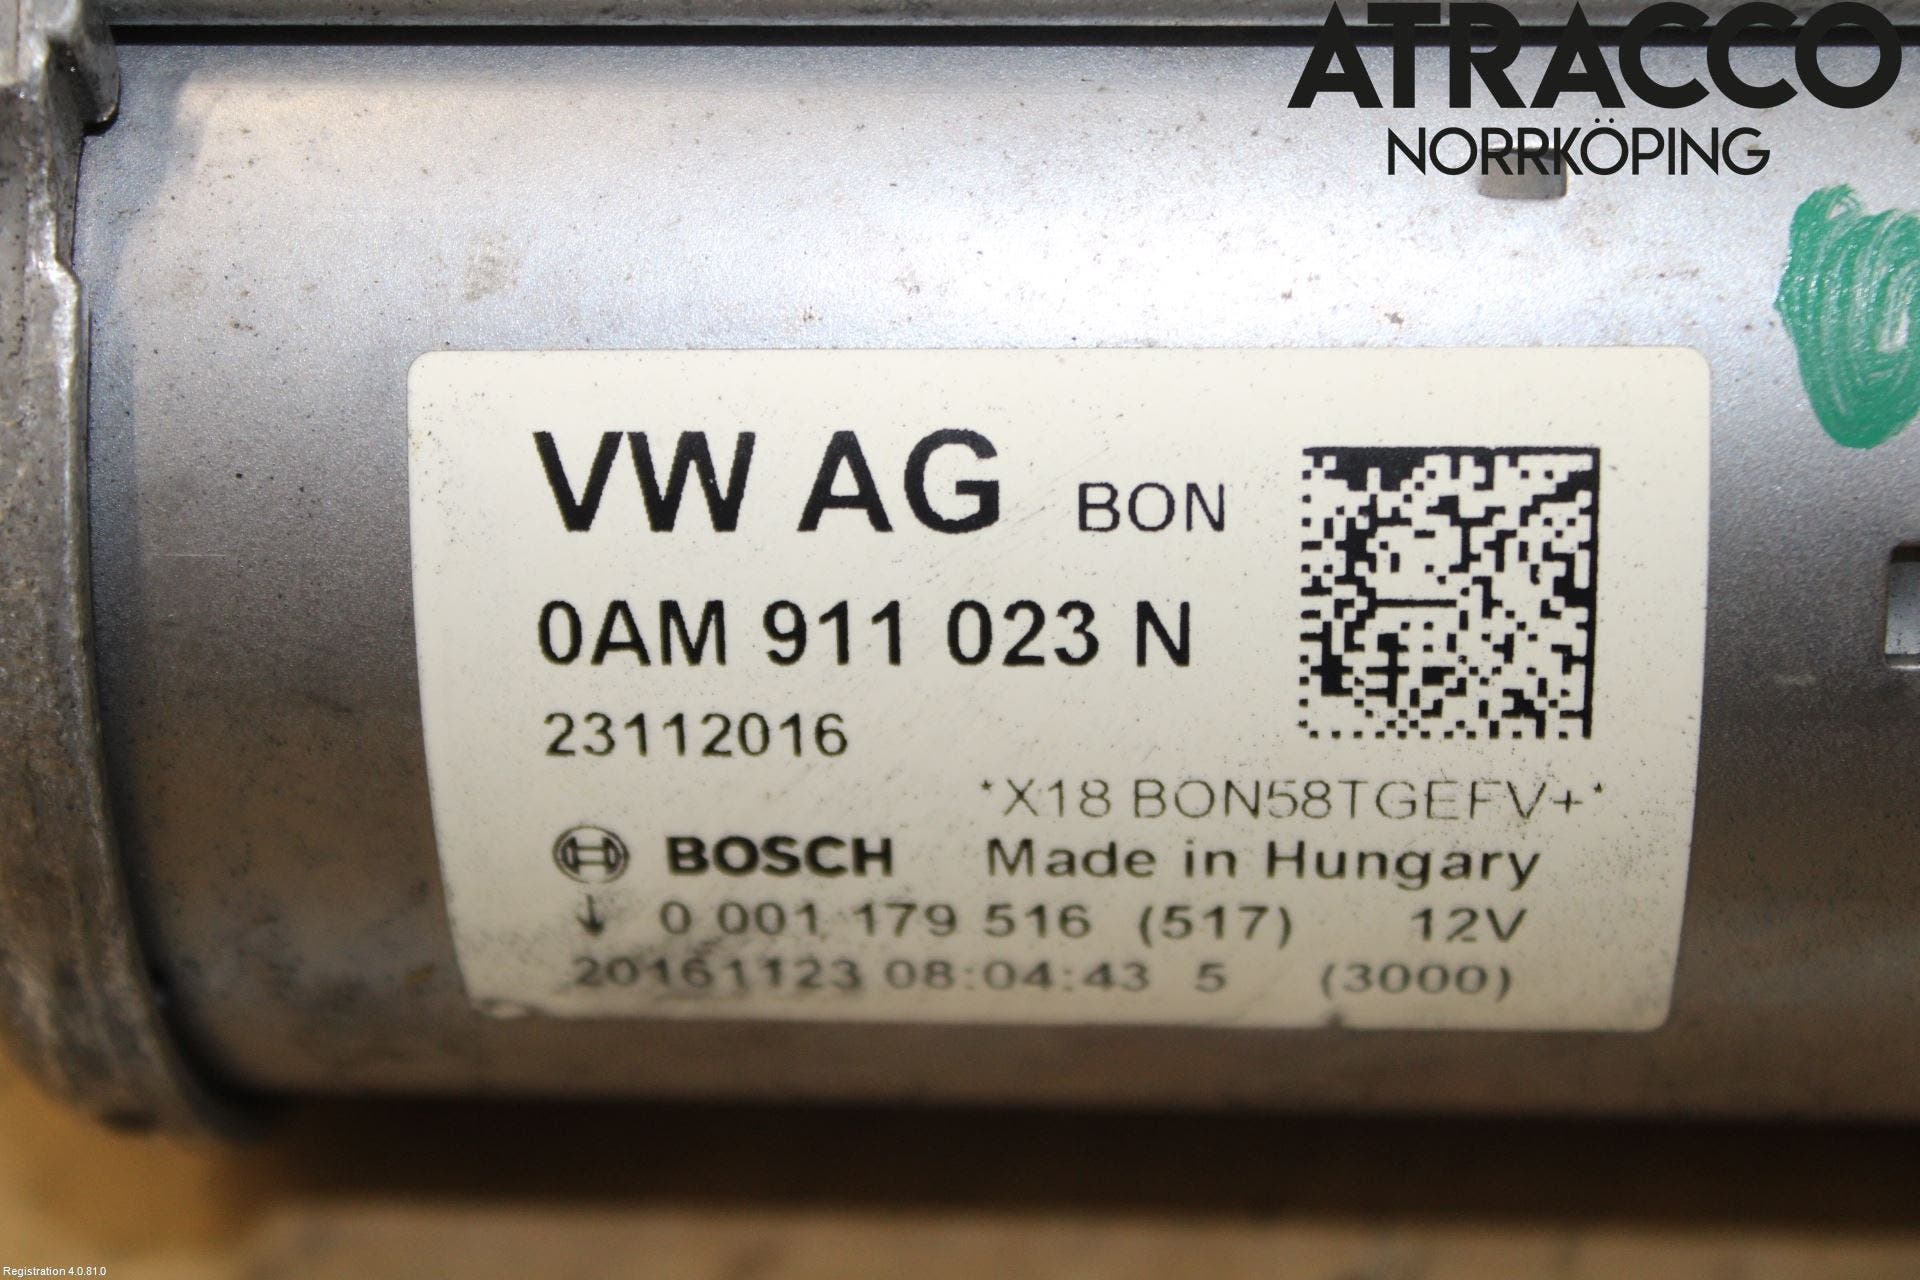 ATRACCO
NORRKÖPING
VW AG BON
0AM 911 023 N
23112016
*X18 BON58TGEFV+*
BOSCH Made in Hungary
↓ 0 001 179 516 (517) 12V
20161123 08:04:43 5 (3000)
Registration 4.0.81.0